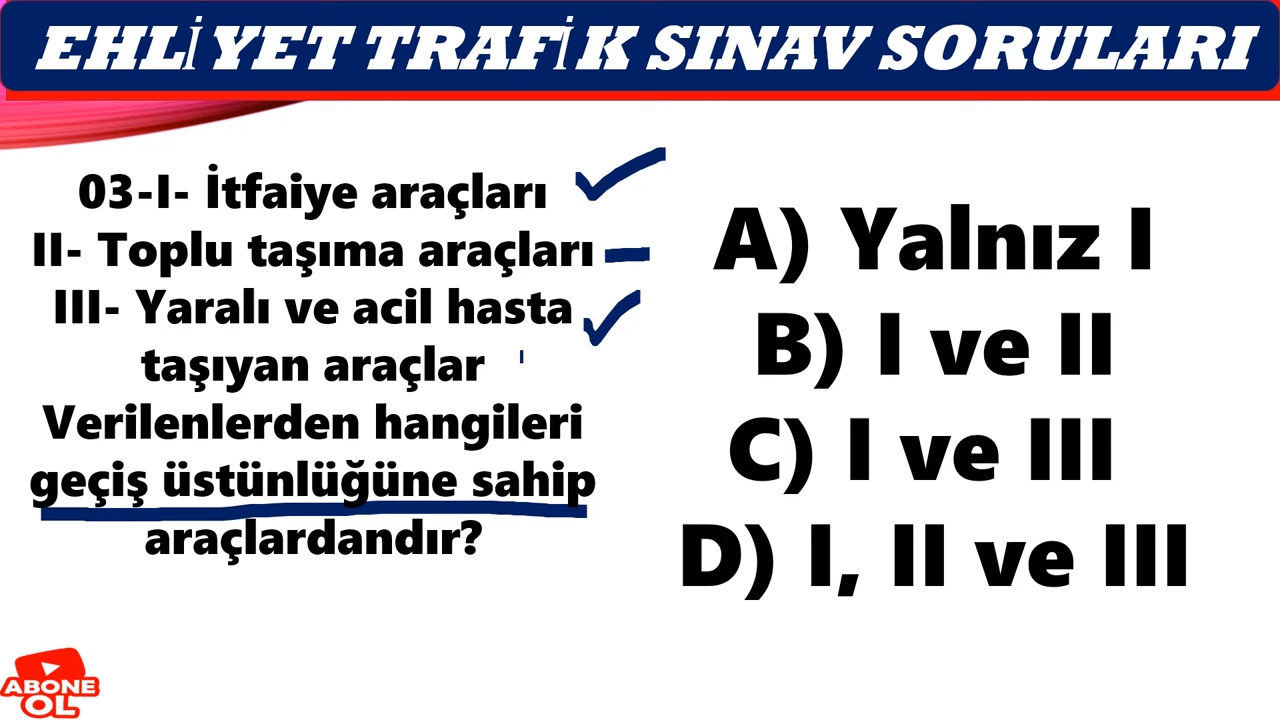 EHLİYET TRAFİK SINAV SORULARI
03-I- İtfaiye araçları
II- Toplu taşıma araçları
III- Yaralı ve acil hasta
taşıyan araçlar
Verilenlerden hangileri
geçiş üstünlüğüne sahip
araçlardandır?
A) Yalnız I
B) I ve II
C) I ve III
D) I, II ve III
ABONE
OL